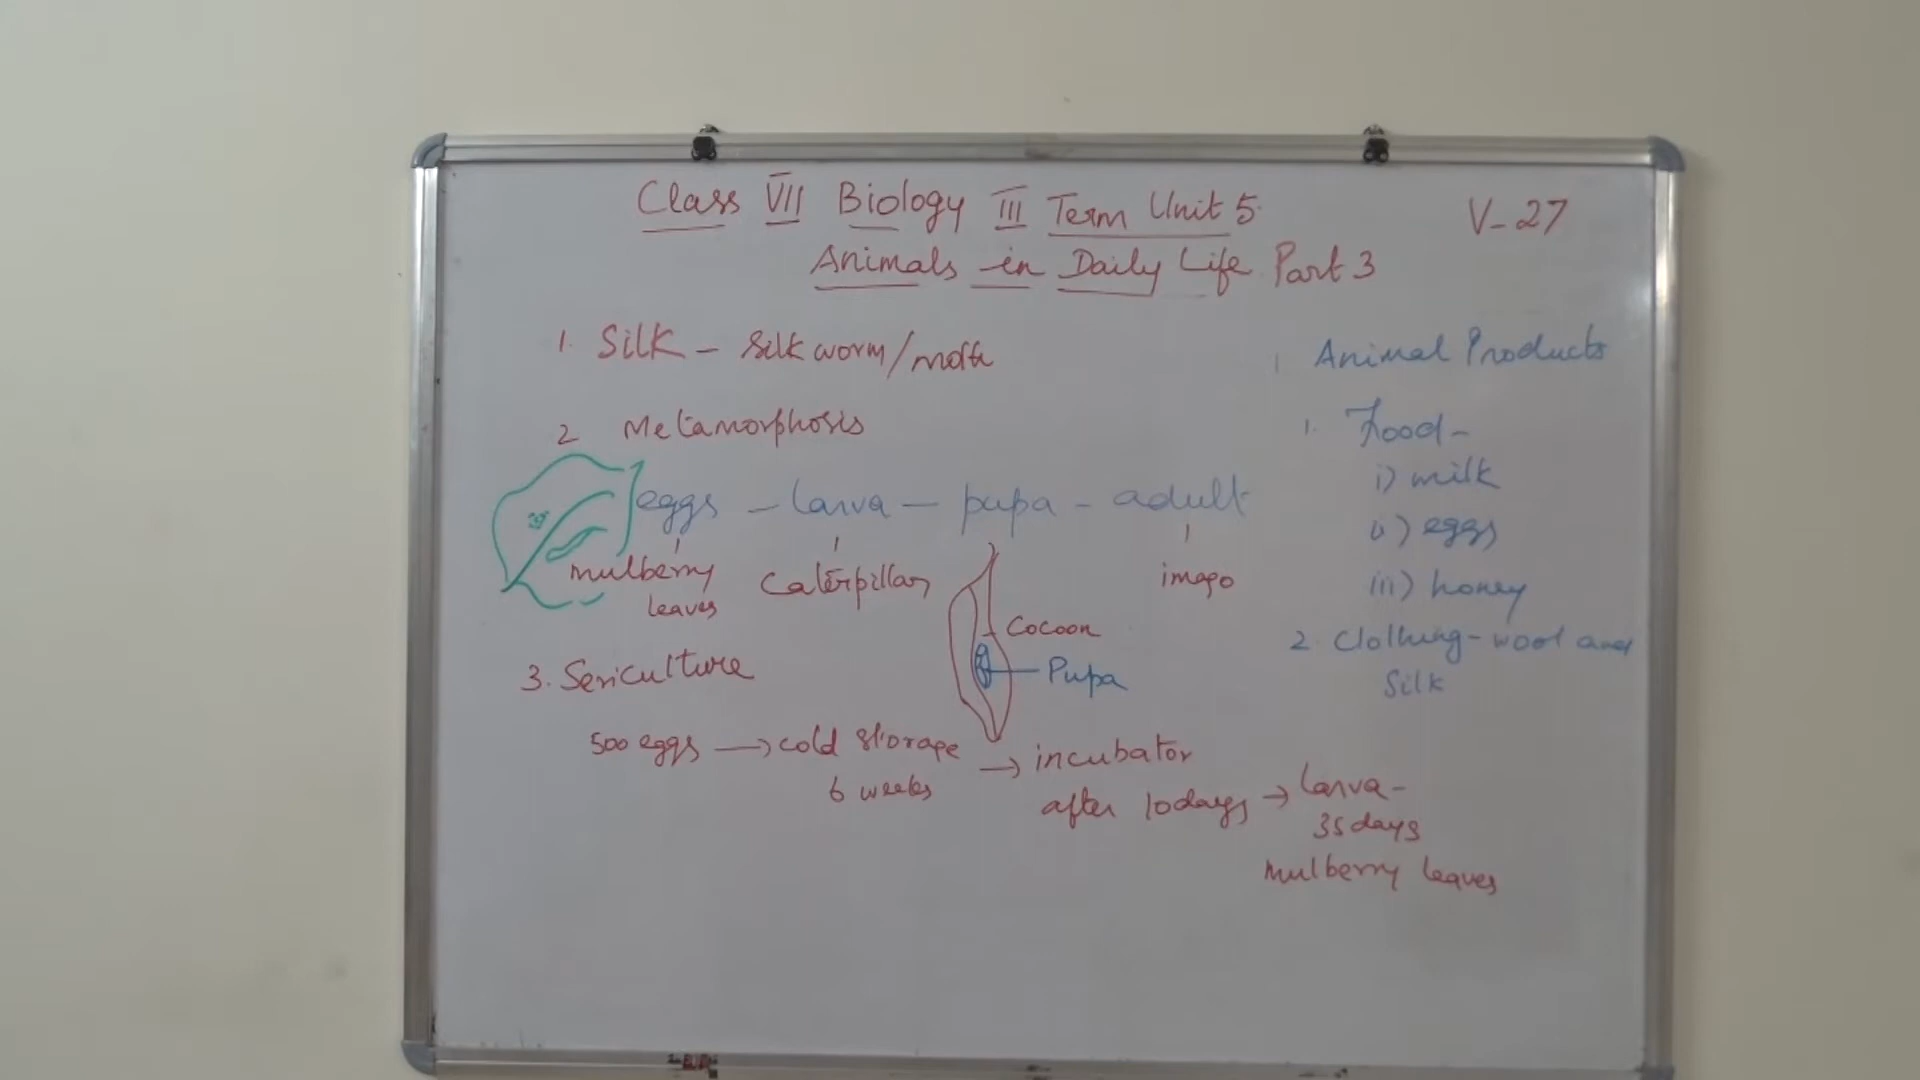 Class VII Biology III Term Unit 5
V-27
Animals in Daily Life Part 3
1. Silk - Silk worm/moth
2 Metamorphosis
eggs - larva - pupa - adult
mulberry leaves
Caterpillar
imago
Cocoon
Pupa
3. Sericulture
500 eggs → cold storage
6 weeks
→ incubator
after 10 days → larva -
35 days
mulberry leaves
1 Animal Products
1. Food -
i) milk
ii) eggs
iii) honey
2. Clothing - wool and
Silk